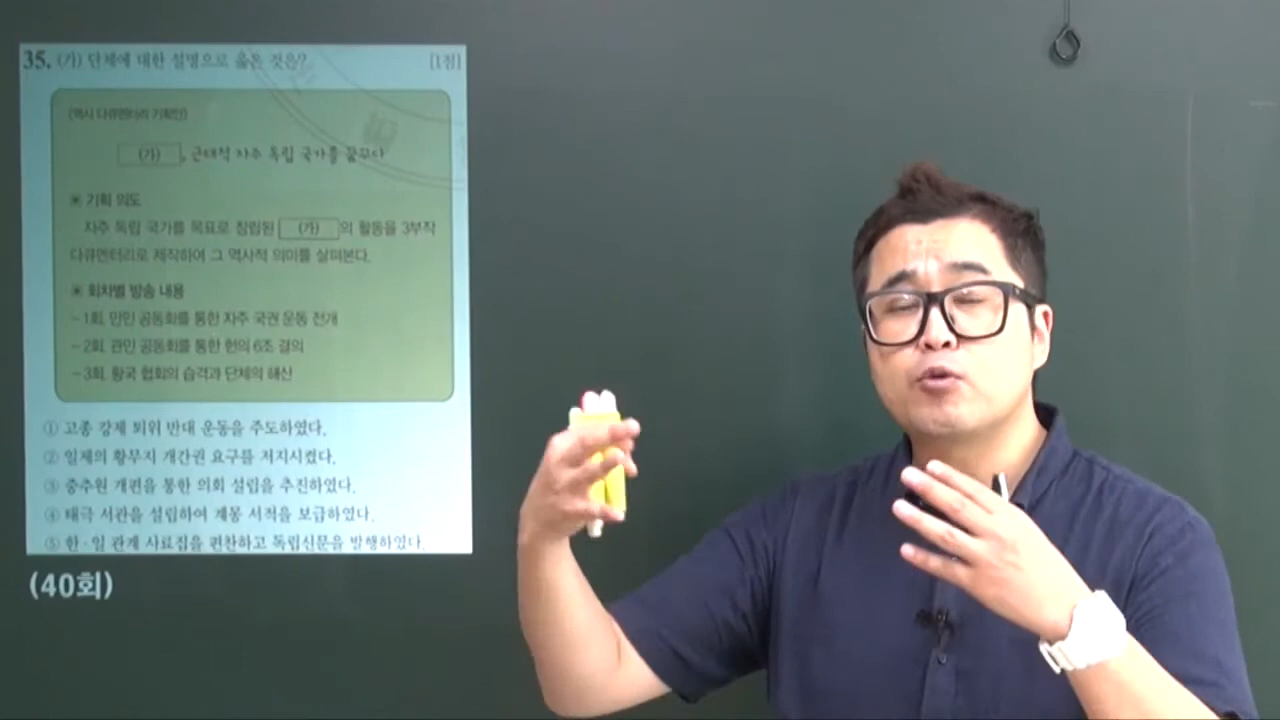 35. (가) 단체에 대한 설명으로 옳은 것은? [1점]
(역사 다큐멘터리 기획안)
(가) , 근대적 자주 독립 국가를 꿈꾸다
▣ 기획 의도
자주 독립 국가를 목표로 창립된 (가) 의 활동을 3부작
다큐멘터리로 제작하여 그 역사적 의미를 살펴본다.
▣ 회차별 방송 내용
- 1회. 만민 공동회를 통한 자주 국권 운동 전개
- 2회. 관민 공동회를 통한 헌의 6조 결의
- 3회. 황국 협회의 습격과 단체의 해산
① 고종 강제 퇴위 반대 운동을 주도하였다.
② 일제의 황무지 개간권 요구를 저지시켰다.
③ 중추원 개편을 통한 의회 설립을 추진하였다.
④ 태극 서관을 설립하여 계몽 서적을 보급하였다.
⑤ 한·일 관계 사료집을 편찬하고 독립신문을 발행하였다.
(40회)